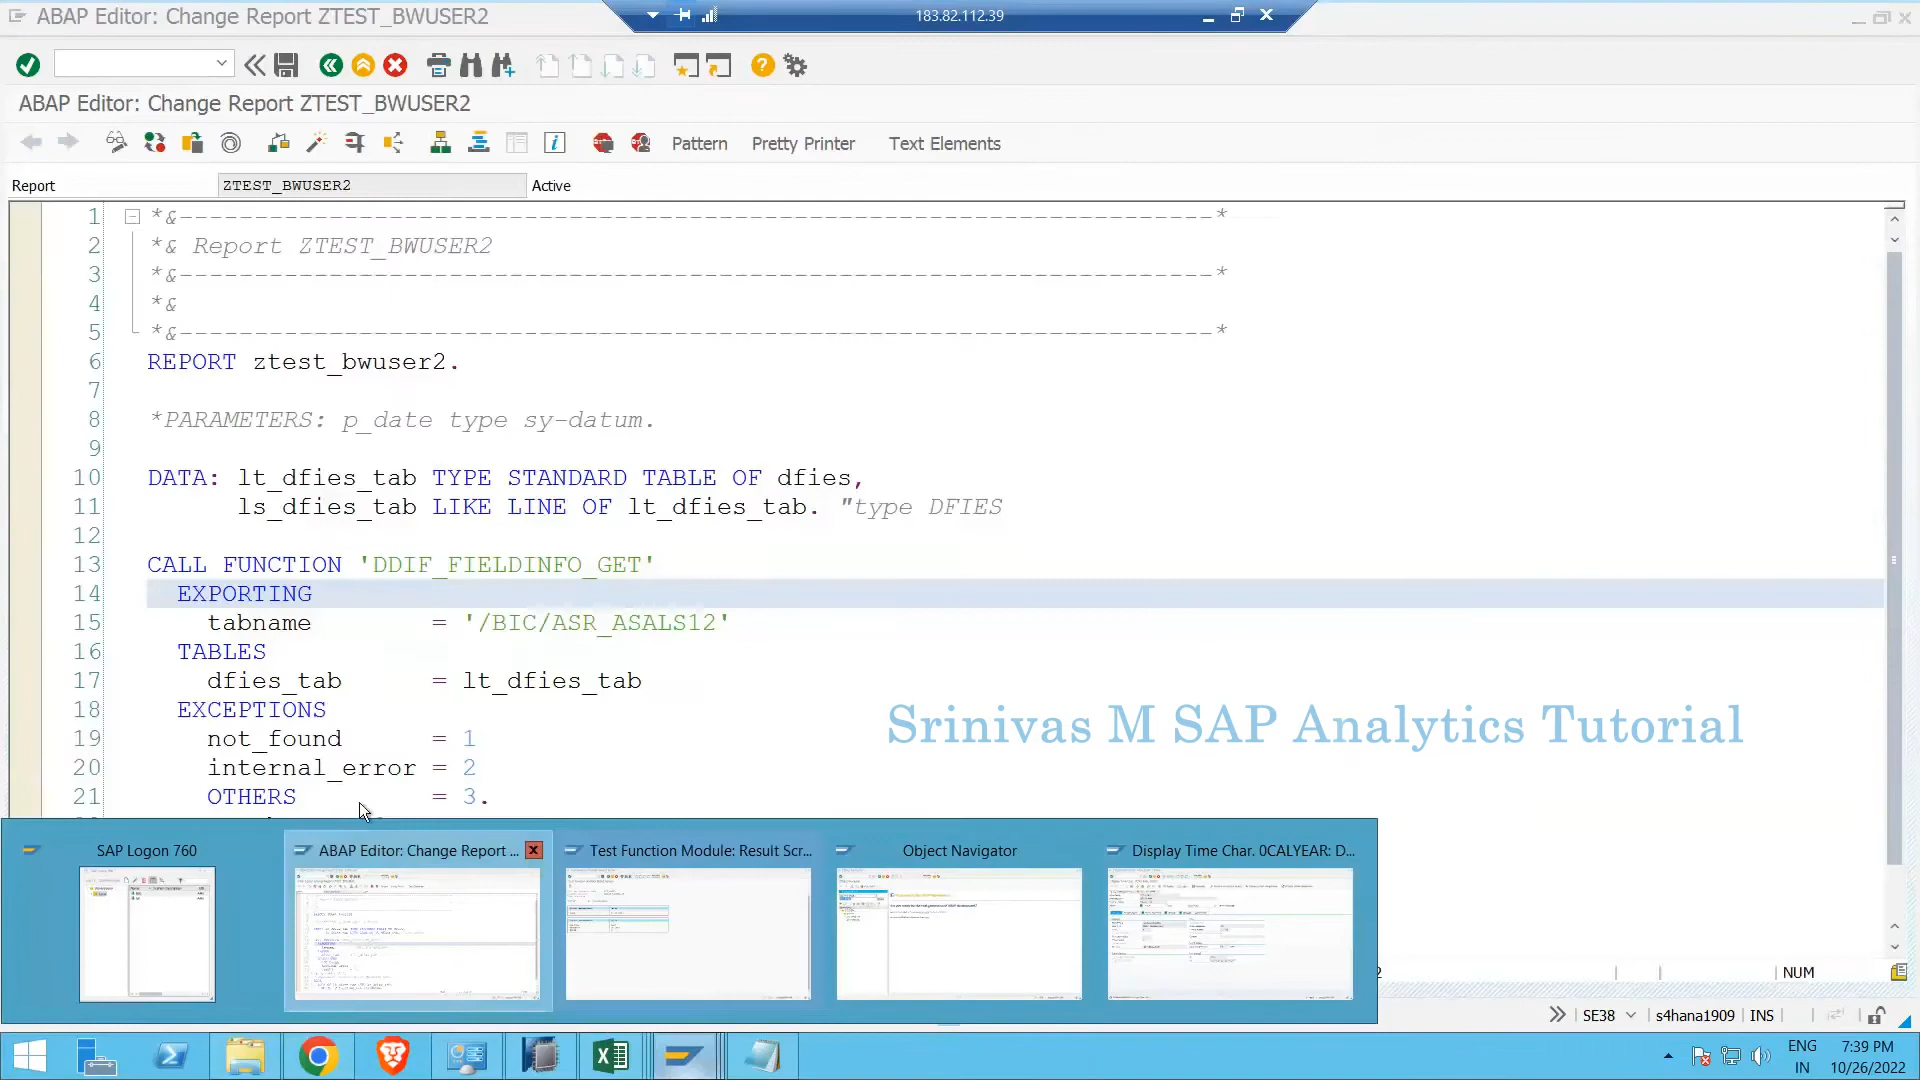 ABAP Editor: Change Report ZTEST_BWUSER2
183.82.112.39
ABAP Editor: Change Report ZTEST_BWUSER2
Pattern Pretty Printer Text Elements
Report ZTEST_BWUSER2 Active
1 *&---------------------------------------------------------------------*
2 *& Report ZTEST_BWUSER2
3 *&---------------------------------------------------------------------*
4 *&
5 *&---------------------------------------------------------------------*
6 REPORT ztest_bwuser2.
7
8 *PARAMETERS: p_date type sy-datum.
9
10 DATA: lt_dfies_tab TYPE STANDARD TABLE OF dfies,
11 ls_dfies_tab LIKE LINE OF lt_dfies_tab. "type DFIES
12
13 CALL FUNCTION 'DDIF_FIELDINFO_GET'
14 EXPORTING
15 tabname = '/BIC/ASR_ASALS12'
16 TABLES
17 dfies_tab = lt_dfies_tab
18 EXCEPTIONS
19 not_found = 1
20 internal_error = 2
21 OTHERS = 3.
Srinivas M SAP Analytics Tutorial
SAP Logon 760
ABAP Editor: Change Report ...
Test Function Module: Result Scr...
Object Navigator
Display Time Char. 0CALYEAR: D...
NUM
SE38 s4hana1909 INS
ENG 7:39 PM
IN 10/26/2022